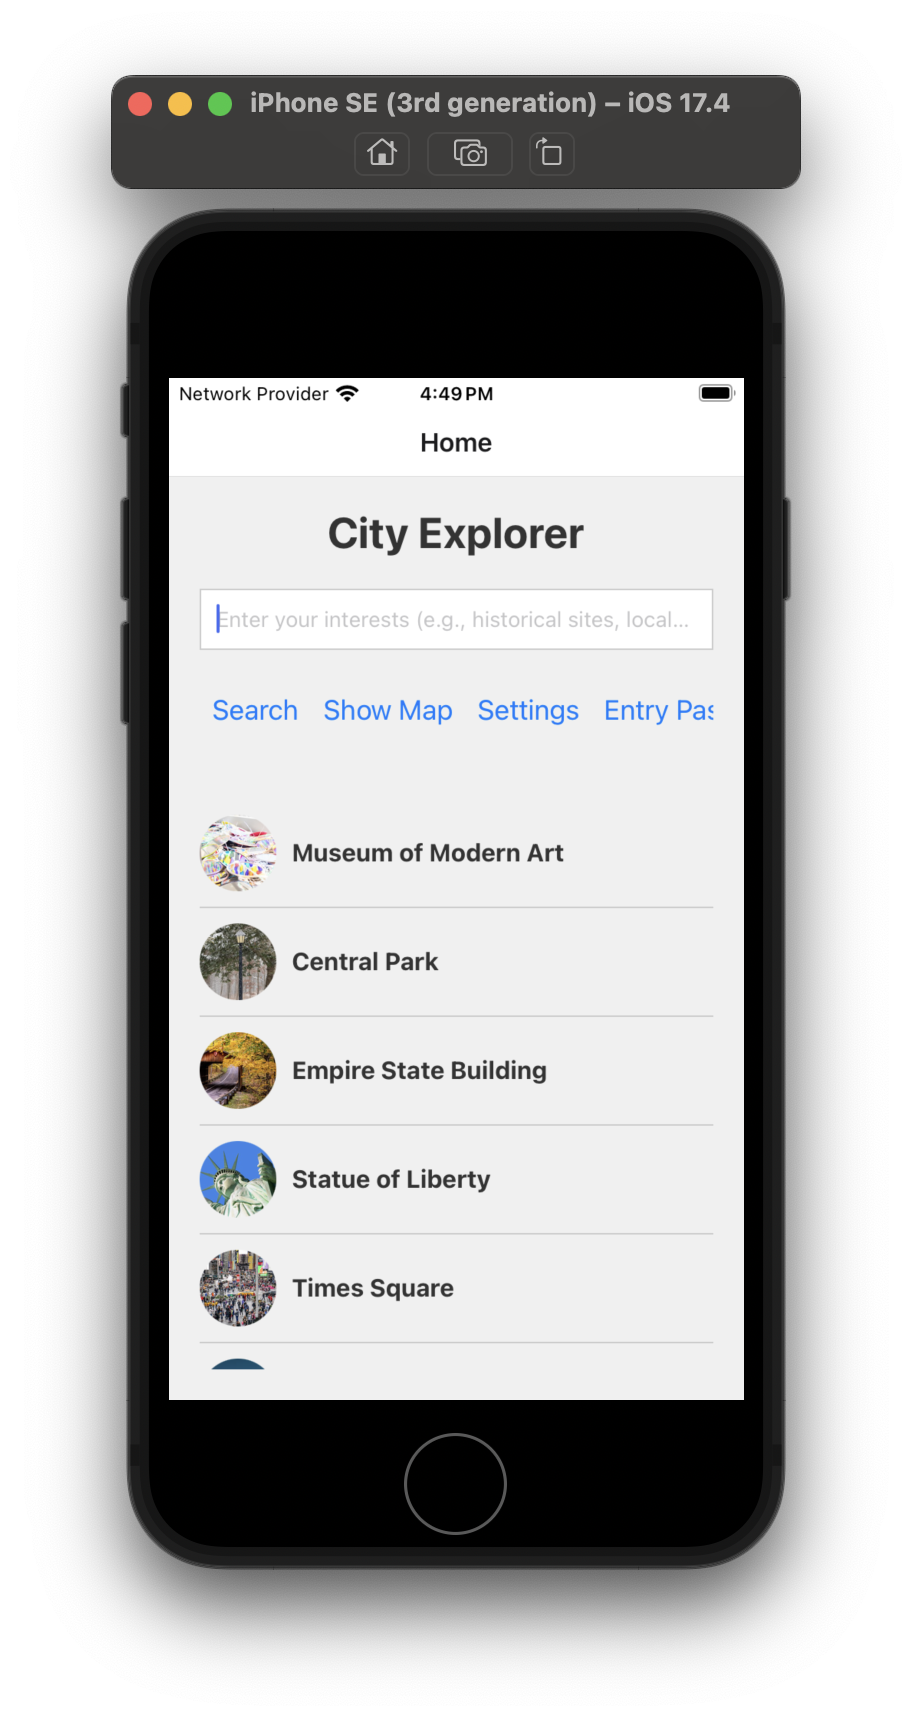 iPhone SE (3rd generation) – iOS 17.4
Network Provider 4:49 PM
Home
City Explorer
Enter your interests (e.g., historical sites, local...
Search Show Map Settings Entry Pas
Museum of Modern Art
Central Park
Empire State Building
Statue of Liberty
Times Square